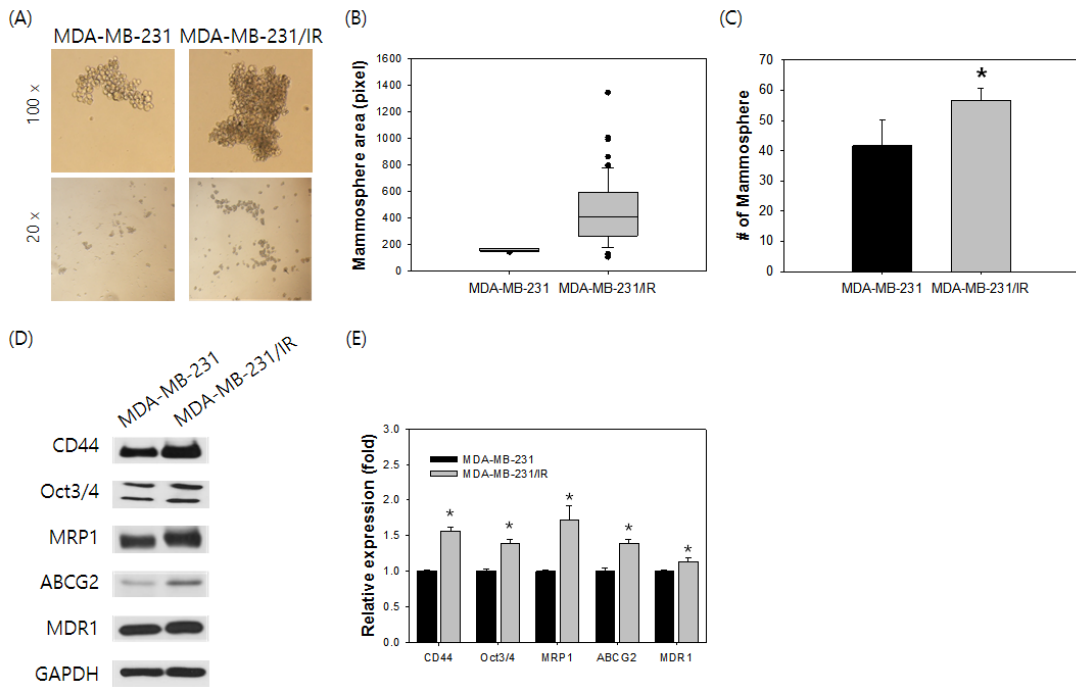 (A)
MDA-MB-231 MDA-MB-231/IR
100 x
20 x
(B)
Mammosphere area (pixel)
1600
1400
1200
1000
800
600
400
200
0
MDA-MB-231 MDA-MB-231/IR
(C)
# of Mammosphere
70
60
50
40
30
20
10
0
*
MDA-MB-231 MDA-MB-231/IR
(D)
MDA-MB-231
MDA-MB-231/IR
CD44
Oct3/4
MRP1
ABCG2
MDR1
GAPDH
(E)
Relative expression (fold)
3.0
2.5
2.0
1.5
1.0
0.5
0.0
MDA-MB-231
MDA-MB-231/IR
* * * * *
CD44 Oct3/4 MRP1 ABCG2 MDR1